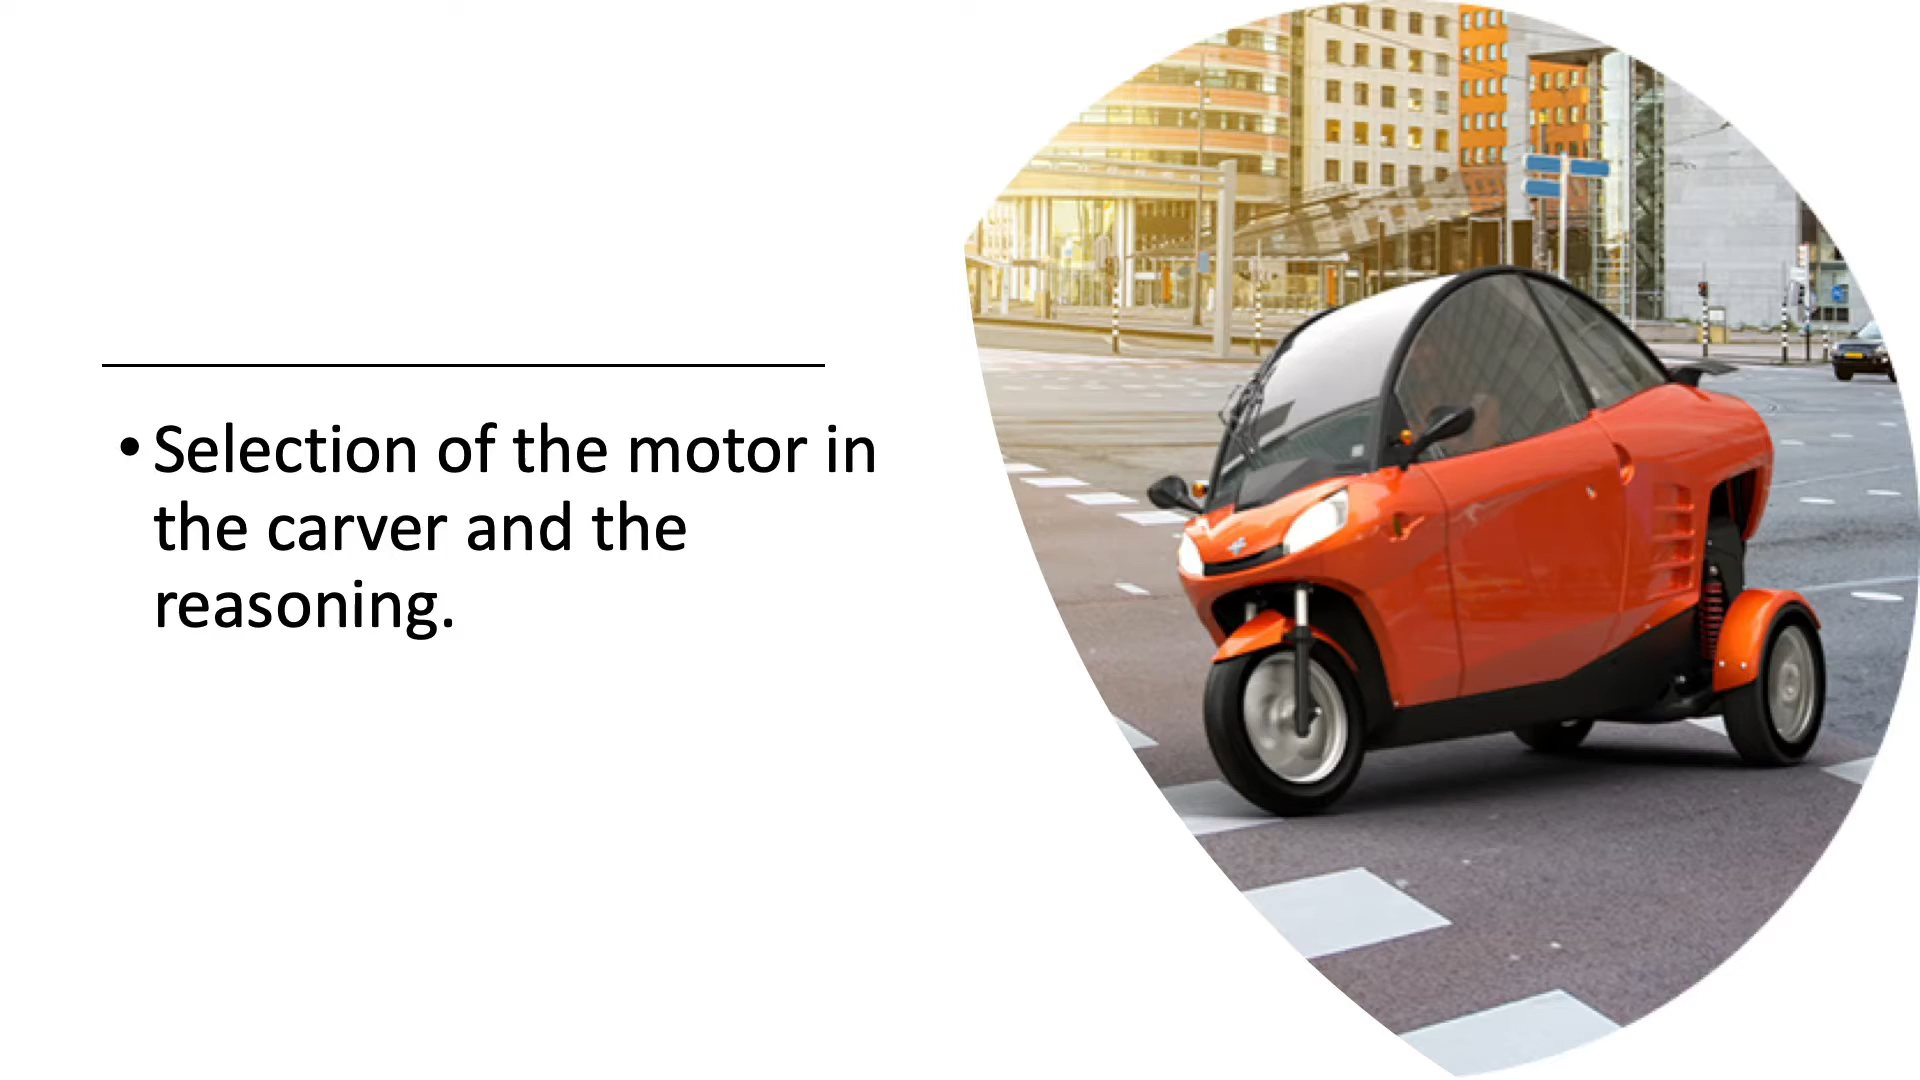 • Selection of the motor in
the carver and the
reasoning.